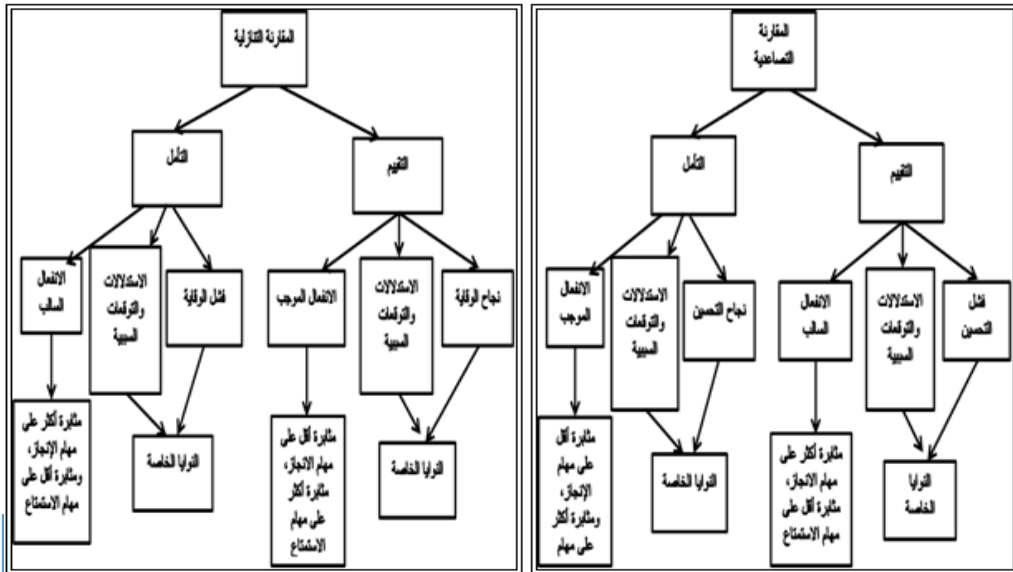 المقارنة
التصاعدية
التقييم
التأمل
فشل
التحسين
الاستدلالات
والتوقعات
السببية
الانفعال
السالب
نجاح التحسين
الاستدلالات
والتوقعات
السببية
الانفعال
الموجب
النوايا
الخاصة
مثابرة أكثر على
مهام الانجاز،
مثابرة أقل على
مهام الاستمتاع
النوايا الخاصة
مثابرة أقل
على مهام
الإنجاز،
ومثابرة أكثر
على مهام
المقارنة التنازلية
التقييم
التأمل
نجاح الوقاية
الاستدلالات
والتوقعات
السببية
الانفعال الموجب
فشل الوقاية
الاستدلالات
والتوقعات
السببية
الانفعال
السالب
النوايا الخاصة
مثابرة أقل على
مهام الانجاز،
مثابرة أكثر
على مهام
الاستمتاع
النوايا الخاصة
مثابرة أكثر على
مهام الإنجاز،
ومثابرة أقل على
مهام الاستمتاع